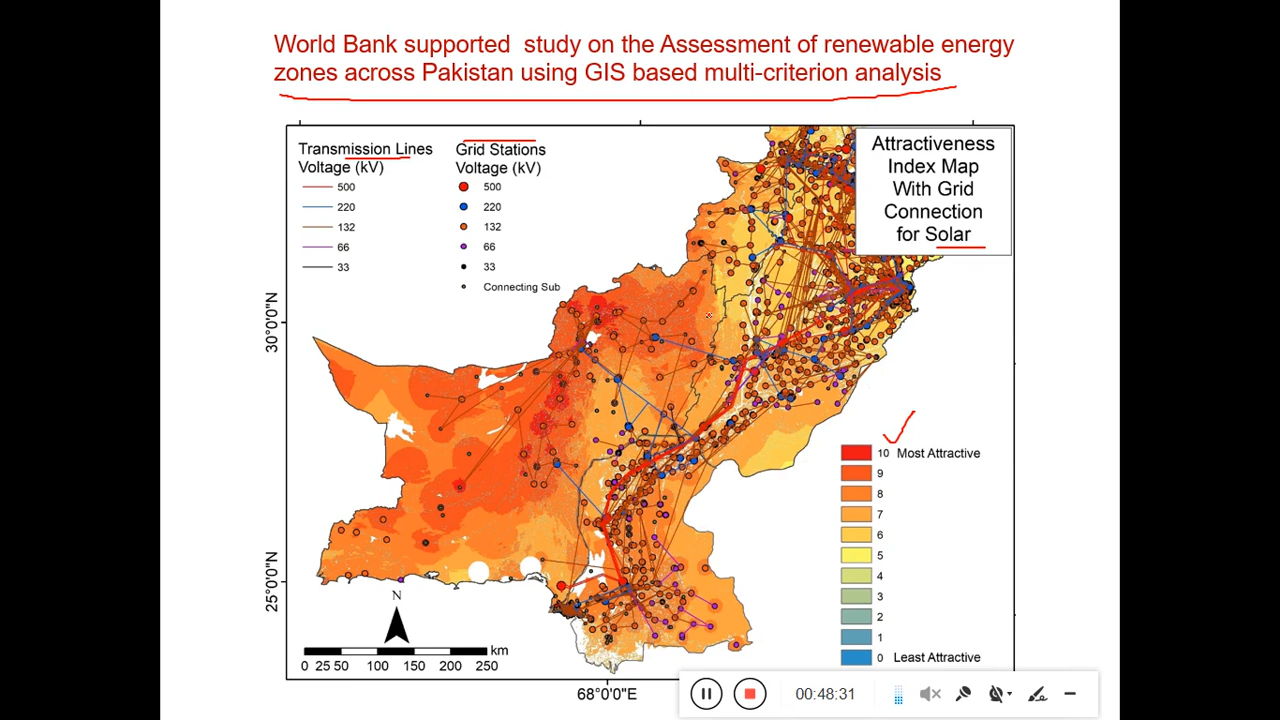 World Bank supported study on the Assessment of renewable energy
zones across Pakistan using GIS based multi-criterion analysis
Transmission Lines
Voltage (kV)
500
220
132
66
33
Grid Stations
Voltage (kV)
500
220
132
66
33
Connecting Sub
Attractiveness
Index Map
With Grid
Connection
for Solar
30°0'0"N
25°0'0"N
10 Most Attractive
9
8
7
6
5
4
3
2
1
0 Least Attractive
N
km
0 25 50 100 150 200 250
68°0'0"E
00:48:31